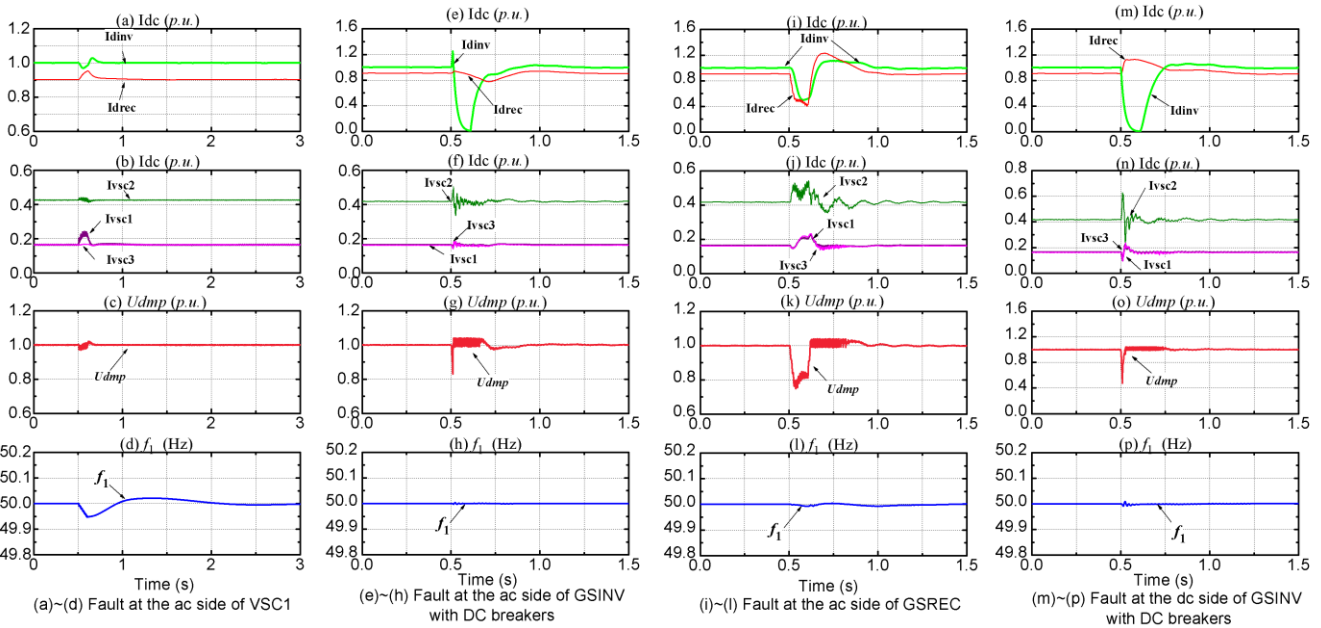 (a) Idc (p.u.)
1.2
1.0
0.8
0.6
0
1
2
3
Idinv
Idrec
(b) Idc (p.u.)
0.6
0.4
0.2
0.0
0
1
2
3
Ivsc2
Ivsc1
Ivsc3
(c) Udmp (p.u.)
1.2
1.0
0.8
0.6
0
1
2
3
Udmp
(d) f1 (Hz)
50.2
50.1
50.0
49.9
49.8
0
1
2
3
f1
Time (s)
(a)~(d) Fault at the ac side of VSC1
(e) Idc (p.u.)
1.6
1.2
0.8
0.4
0.0
0.0
0.5
1.0
1.5
Idinv
Idrec
(f) Idc (p.u.)
0.6
0.4
0.2
0.0
0.0
0.5
1.0
1.5
Ivsc2
Ivsc3
Ivsc1
(g) Udmp (p.u.)
1.2
1.0
0.8
0.6
0.0
0.5
1.0
1.5
Udmp
(h) f1 (Hz)
50.2
50.1
50.0
49.9
49.8
0.0
0.5
1.0
1.5
f1
Time (s)
(e)~(h) Fault at the ac side of GSINV
with DC breakers
(i) Idc (p.u.)
1.6
1.2
0.8
0.4
0.0
0.0
0.5
1.0
1.5
Idinv
Idrec
(j) Idc (p.u.)
0.6
0.4
0.2
0.0
0.0
0.5
1.0
1.5
Ivsc2
Ivsc1
Ivsc3
(k) Udmp (p.u.)
1.2
1.0
0.8
0.6
0.0
0.5
1.0
1.5
Udmp
(l) f1 (Hz)
50.2
50.1
50.0
49.9
49.8
0.0
0.5
1.0
1.5
f1
Time (s)
(i)~(l) Fault at the ac side of GSREC
(m) Idc (p.u.)
1.6
1.2
0.8
0.4
0.0
0.0
0.5
1.0
1.5
Idrec
Idinv
(n) Idc (p.u.)
0.8
0.6
0.4
0.2
0.0
0.0
0.5
1.0
1.5
Ivsc2
Ivsc3
Ivsc1
(o) Udmp (p.u.)
1.6
1.2
1.0
0.8
0.4
0.0
0.0
0.5
1.0
1.5
Udmp
(p) f1 (Hz)
50.2
50.1
50.0
49.9
49.8
0.0
0.5
1.0
1.5
f1
Time (s)
(m)~(p) Fault at the dc side of GSINV
with DC breakers